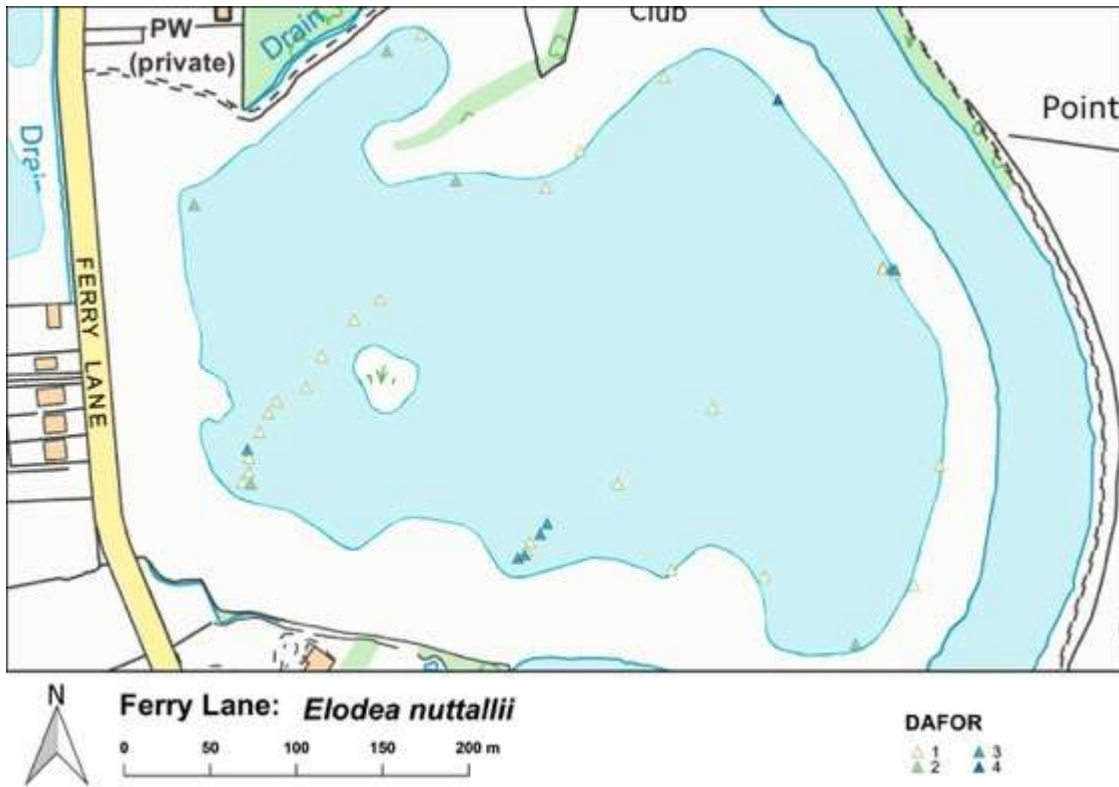 Club
PW
(private)
Drain
Drain
Point
FERRY LANE
N
Ferry Lane: Elodea nuttallii
0 50 100 150 200 m
DAFOR
1 3
2 4